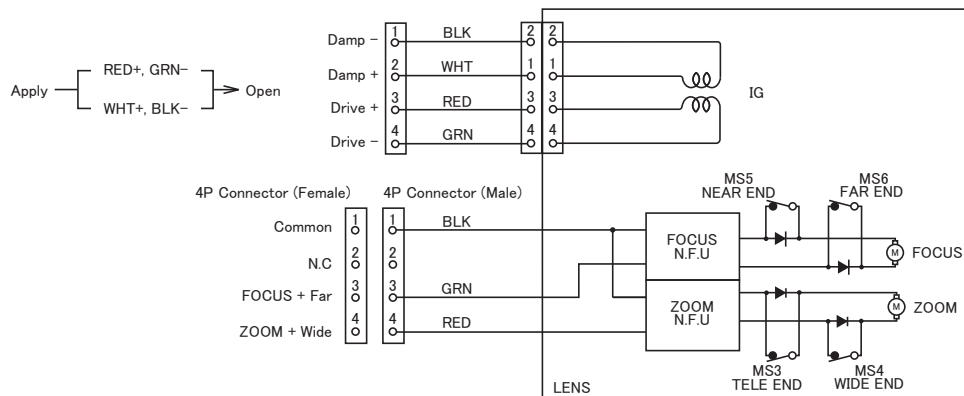 Apply
RED+, GRN−
WHT+, BLK−
Open
Damp − 1 BLK 2 2
Damp + 2 WHT 1 1
Drive + 3 RED 3 3
Drive − 4 GRN 4 4
IG
4P Connector (Female) 4P Connector (Male)
Common 1 1 BLK
N.C 2 2
FOCUS + Far 3 3 GRN
ZOOM + Wide 4 4 RED
FOCUS
N.F.U
ZOOM
N.F.U
MS5
NEAR END
MS6
FAR END
M FOCUS
M ZOOM
MS3
TELE END
MS4
WIDE END
LENS